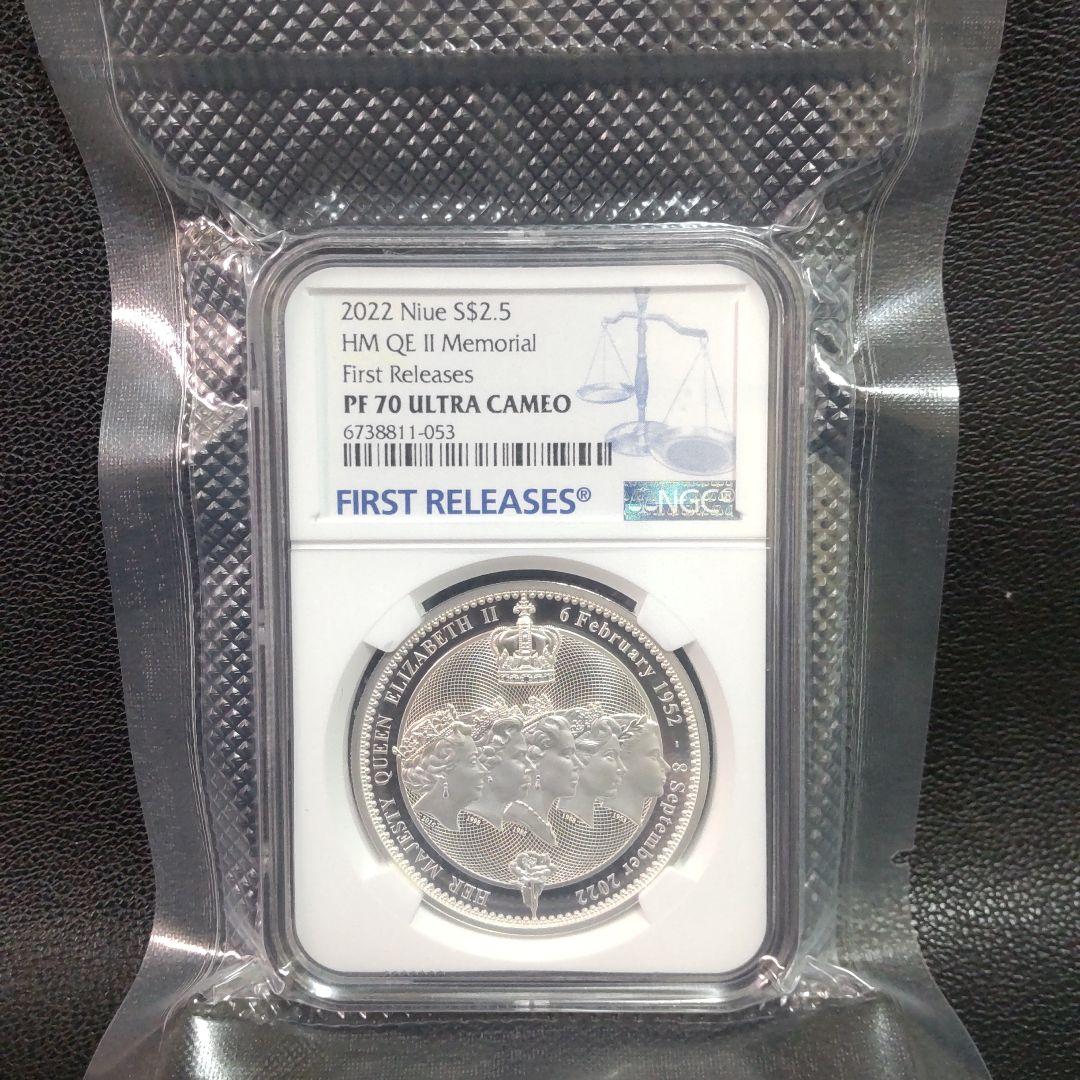 2022 Niue S$2.5
HM QE II Memorial
First Releases
PF 70 ULTRA CAMEO
6738811-053
FIRST RELEASES®
NGC®
HER MAJESTY QUEEN ELIZABETH II
6 February 1952 - 8 September 2022